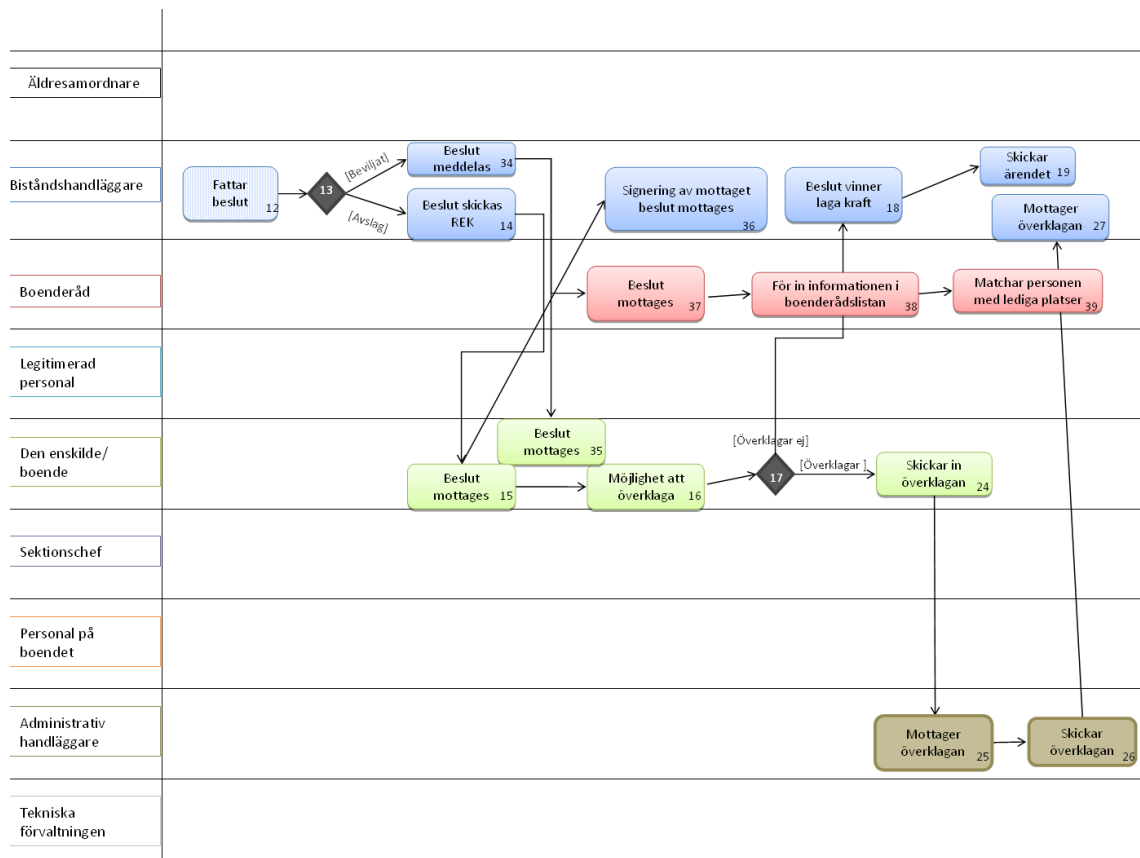 Äldresamordnare
Biståndshandläggare
Fattar
beslut
12
13
[Beviljat]
[Avslag]
Beslut
meddelas
34
Beslut skickas
REK
14
Signering av mottaget
beslut mottages
36
Beslut vinner
laga kraft
18
Skickar
ärendet
19
Mottager
överklagan
27
Boenderåd
Beslut
mottages
37
För in informationen i
boenderådslistan
38
Matchar personen
med lediga platser
39
Legitimerad
personal
Den enskilde/
boende
Beslut
mottages
35
Beslut
mottages
15
Möjlighet att
överklaga
16
[Överklagar ej]
17
[Överklagar ]
Skickar in
överklagan
24
Sektionschef
Personal på
boendet
Administrativ
handläggare
Mottager
överklagan
25
Skickar
överklagan
26
Tekniska
förvaltningen